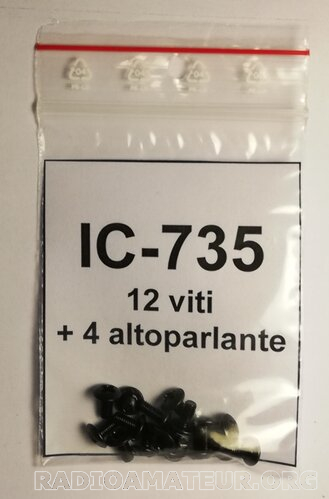 IC-735
12 viti
+ 4 altoparlante
RADIOAMATEUR.ORG